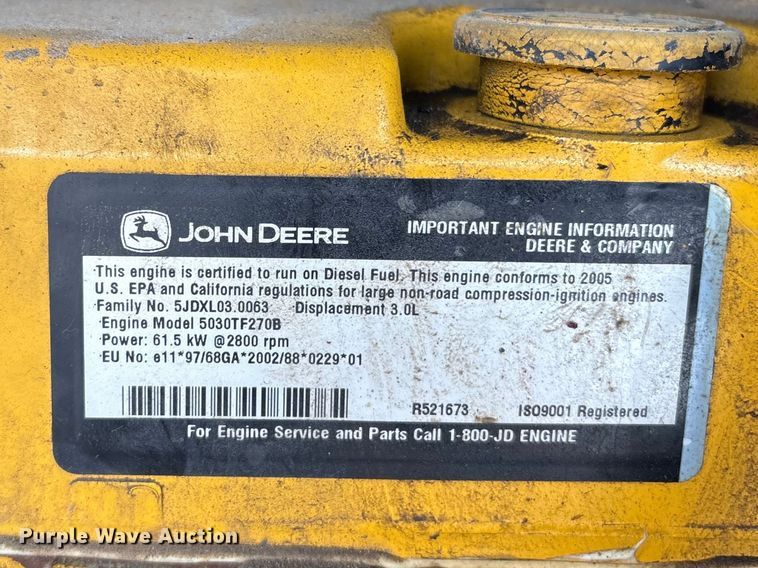 JOHN DEERE
IMPORTANT ENGINE INFORMATION
DEERE & COMPANY
This engine is certified to run on Diesel Fuel. This engine conforms to 2005
U.S. EPA and California regulations for large non-road compression-ignition engines.
Family No. 5JDXL03.0063 Displacement 3.0L
Engine Model 5030TF270B
Power: 61.5 kW @2800 rpm
EU No: e11*97/68GA*2002/88*0229*01
R521673 ISO9001 Registered
For Engine Service and Parts Call 1-800-JD ENGINE
Purple Wave Auction